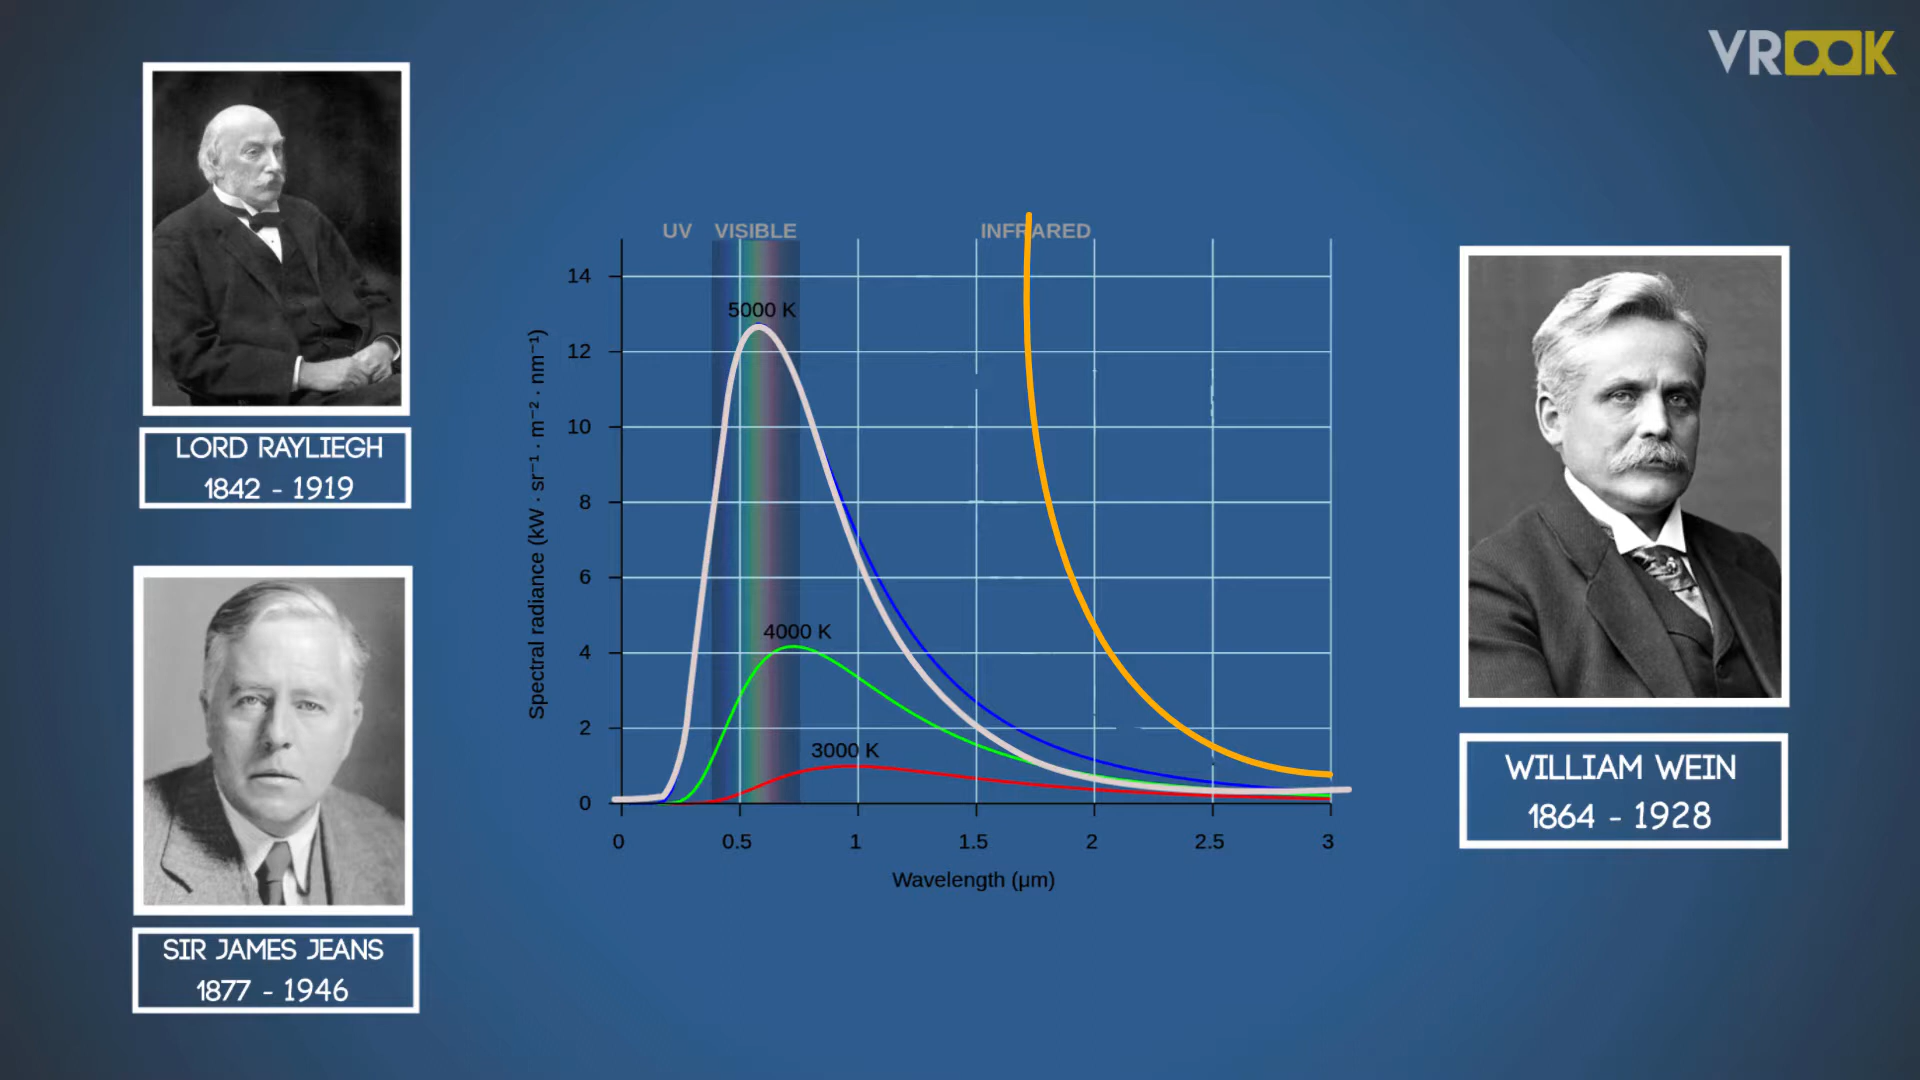 VROOK
LORD RAYLIEGH
1842 - 1919
SIR JAMES JEANS
1877 - 1946
UV VISIBLE INFRARED
5000 K
4000 K
3000 K
14
12
10
8
6
4
2
0
Spectral radiance (kW · sr⁻¹ · m⁻² · nm⁻¹)
0 0.5 1 1.5 2 2.5 3
Wavelength (μm)
WILLIAM WEIN
1864 - 1928